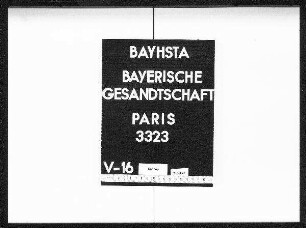 BAYHSTA
BAYERISCHE
GESANDTSCHAFT
PARIS
3323
V-16